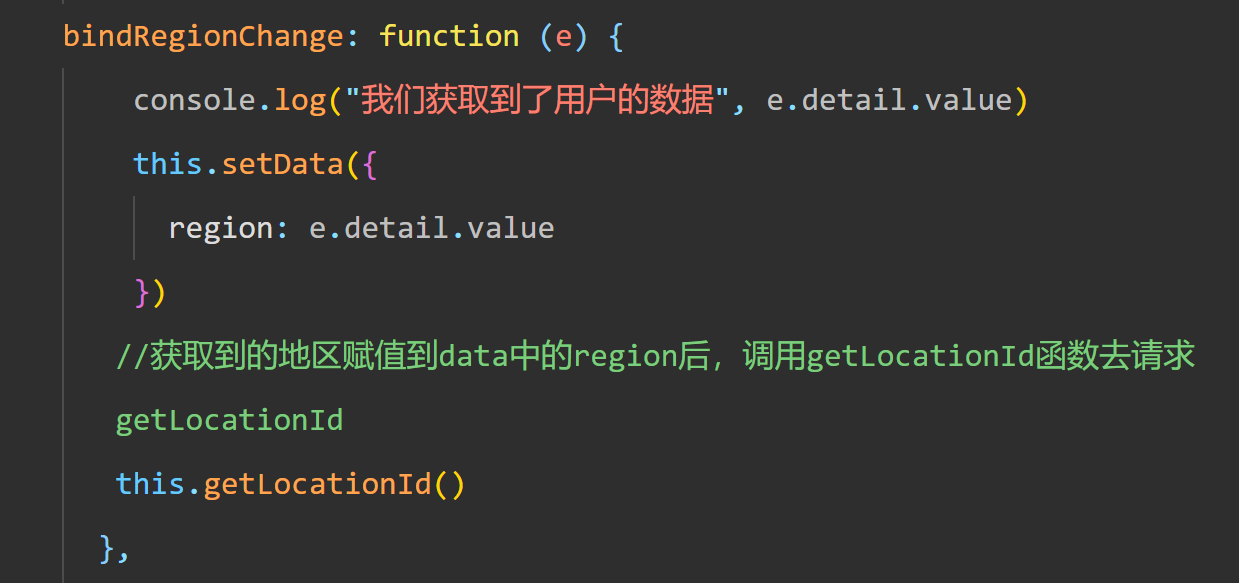 bindRegionChange: function (e) {
console.log("我们获取到了用户的数据", e.detail.value)
this.setData({
region: e.detail.value
})
//获取到的地区赋值到data中的region后，调用getLocationId函数去请求
getLocationId
this.getLocationId()
},